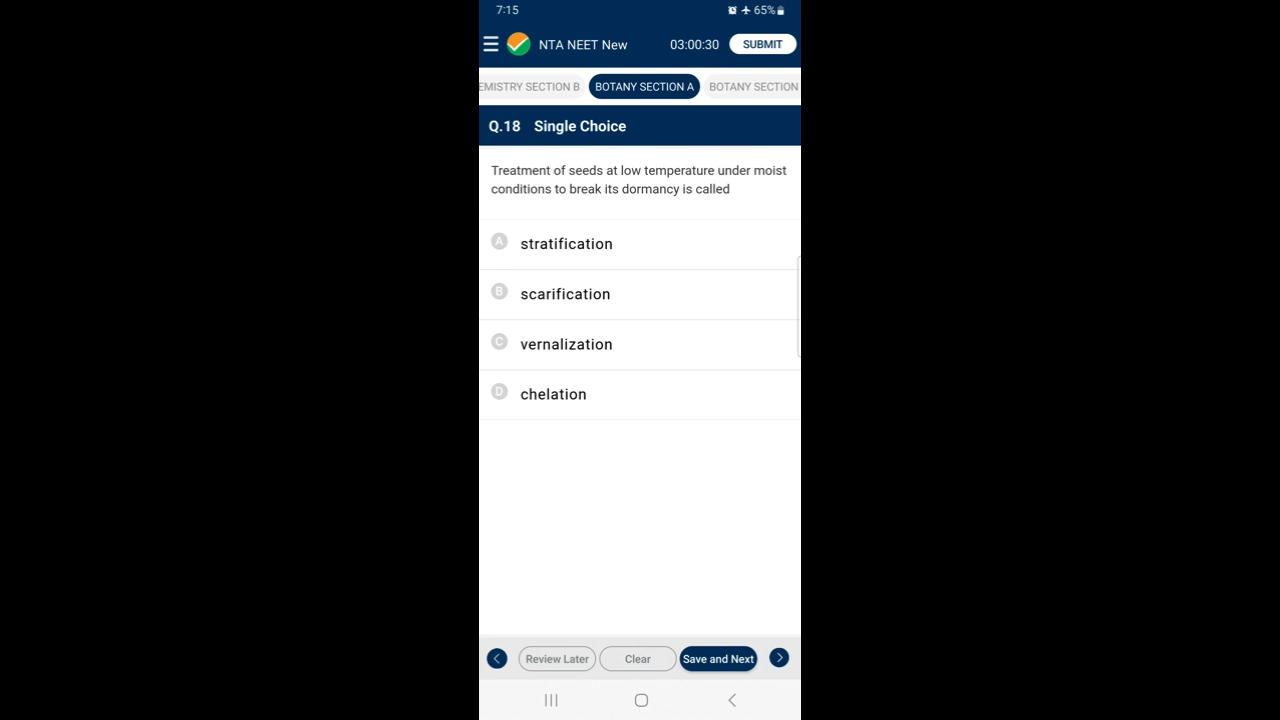 7:15 65%
NTA NEET New 03:00:30 SUBMIT
EMISTRY SECTION B BOTANY SECTION A BOTANY SECTION
Q.18 Single Choice
Treatment of seeds at low temperature under moist
conditions to break its dormancy is called
A stratification
B scarification
C vernalization
D chelation
Review Later Clear Save and Next